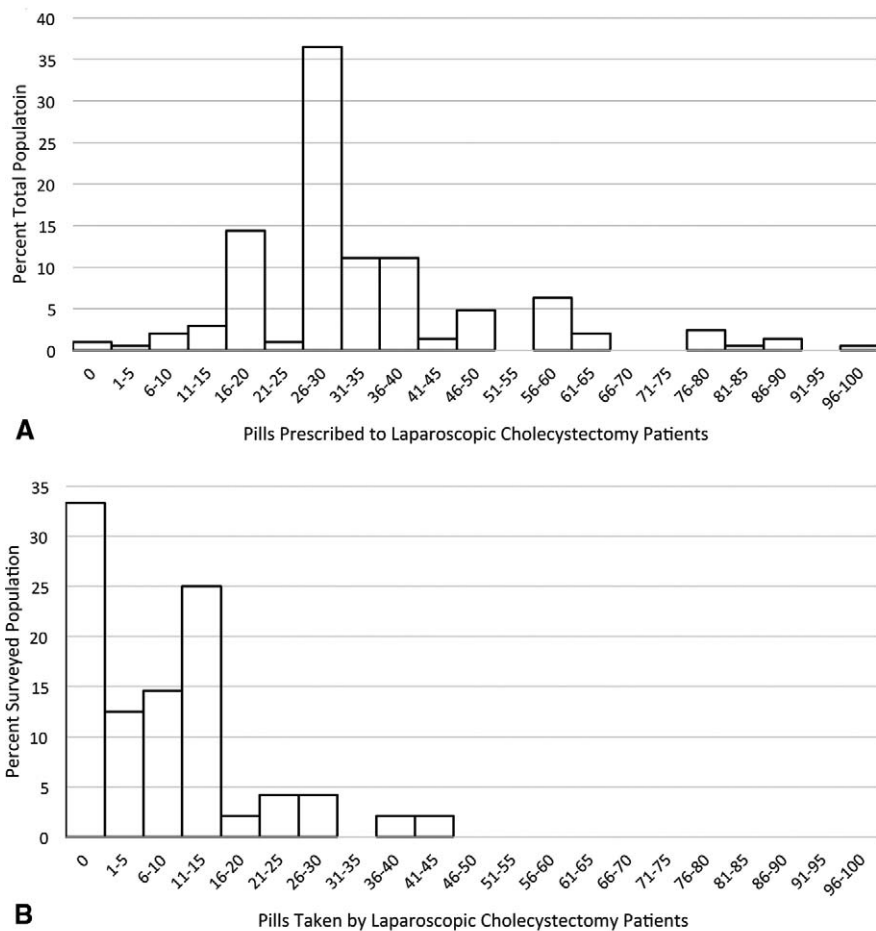 40
35
30
25
20
15
10
5
0
Percent Total Populatoin
0 1-5 6-10 11-15 16-20 21-25 26-30 31-35 36-40 41-45 46-50 51-55 56-60 61-65 66-70 71-75 76-80 81-85 86-90 91-95 96-100
A
Pills Prescribed to Laparoscopic Cholecystectomy Patients
35
30
25
20
15
10
5
0
Percent Surveyed Population
0 1-5 6-10 11-15 16-20 21-25 26-30 31-35 36-40 41-45 46-50 51-55 56-60 61-65 66-70 71-75 76-80 81-85 86-90 91-95 96-100
B
Pills Taken by Laparoscopic Cholecystectomy Patients